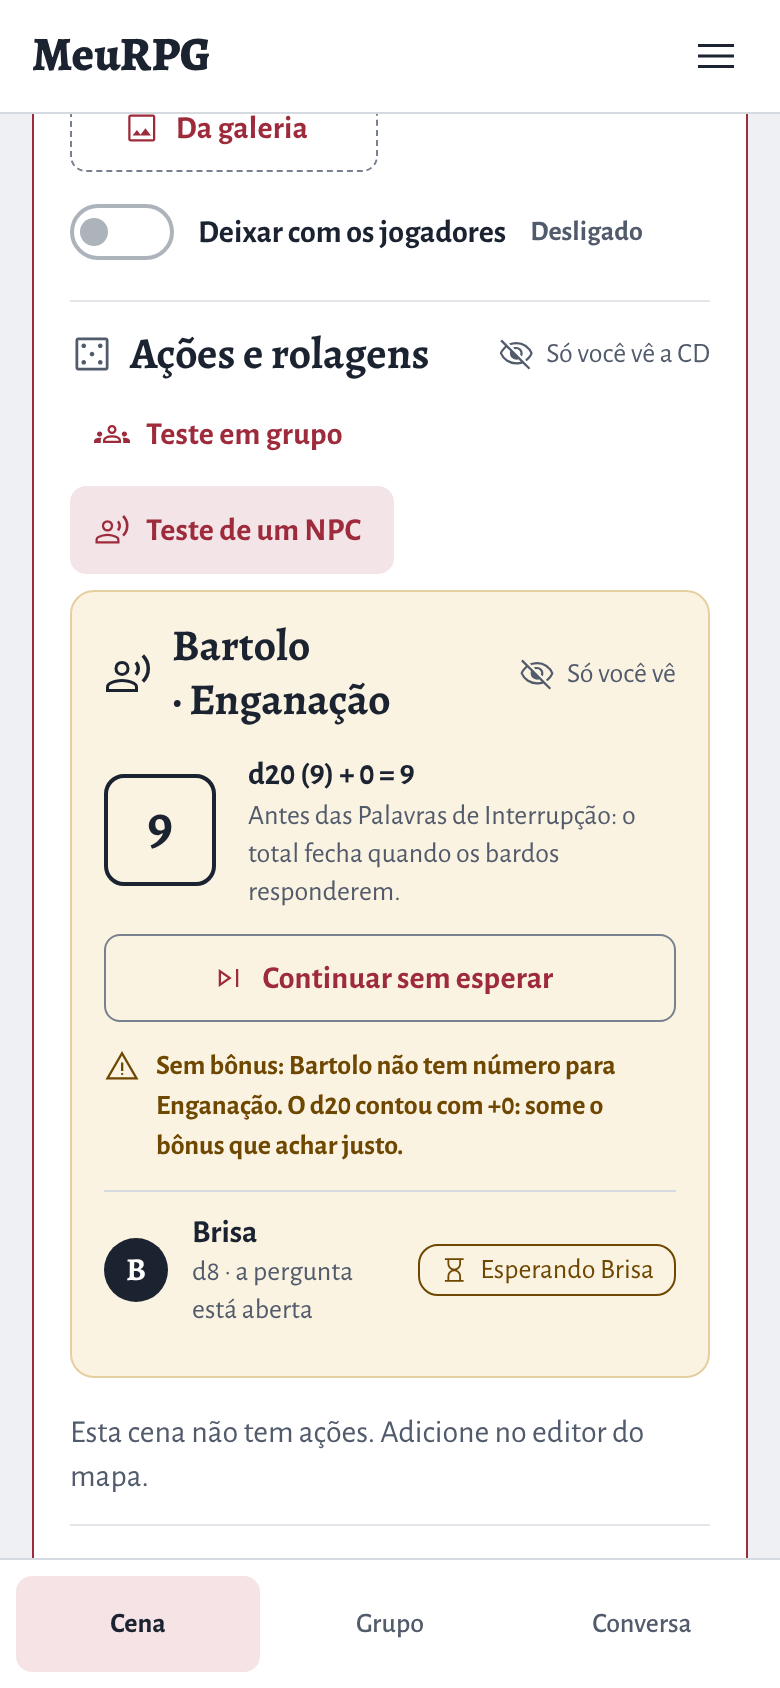 MeuRPG
Da galeria
Deixar com os jogadores Desligado
Ações e rolagens Só você vê a CD
Teste em grupo
Teste de um NPC
Bartolo
· Enganação
Só você vê
9
d20 (9) + 0 = 9
Antes das Palavras de Interrupção: o
total fecha quando os bardos
responderem.
Continuar sem esperar
Sem bônus: Bartolo não tem número para
Enganação. O d20 contou com +0: some o
bônus que achar justo.
B
Brisa
d8 · a pergunta
está aberta
Esperando Brisa
Esta cena não tem ações. Adicione no editor do
mapa.
Cena Grupo Conversa